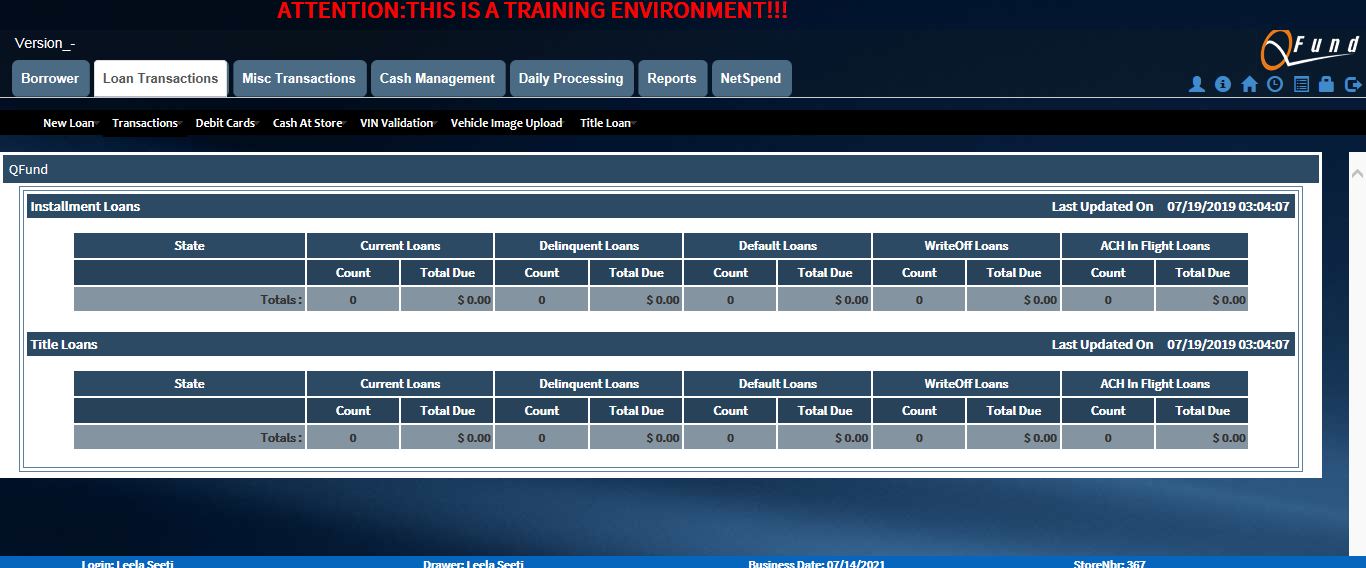 ATTENTION:THIS IS A TRAINING ENVIRONMENT!!!
Version_-
QFund
Borrower Loan Transactions Misc Transactions Cash Management Daily Processing Reports NetSpend
New Loan Transactions Debit Cards Cash At Store VIN Validation Vehicle Image Upload Title Loan
QFund
Installment Loans Last Updated On 07/19/2019 03:04:07
State Current Loans Delinquent Loans Default Loans WriteOff Loans ACH In Flight Loans
Count Total Due Count Total Due Count Total Due Count Total Due Count Total Due
Totals : 0 $ 0.00 0 $ 0.00 0 $ 0.00 0 $ 0.00 0 $ 0.00
Title Loans Last Updated On 07/19/2019 03:04:07
State Current Loans Delinquent Loans Default Loans WriteOff Loans ACH In Flight Loans
Count Total Due Count Total Due Count Total Due Count Total Due Count Total Due
Totals : 0 $ 0.00 0 $ 0.00 0 $ 0.00 0 $ 0.00 0 $ 0.00
Login: Leela Seeti Drawer: Leela Seeti Business Date: 07/14/2021 StoreNbr: 367